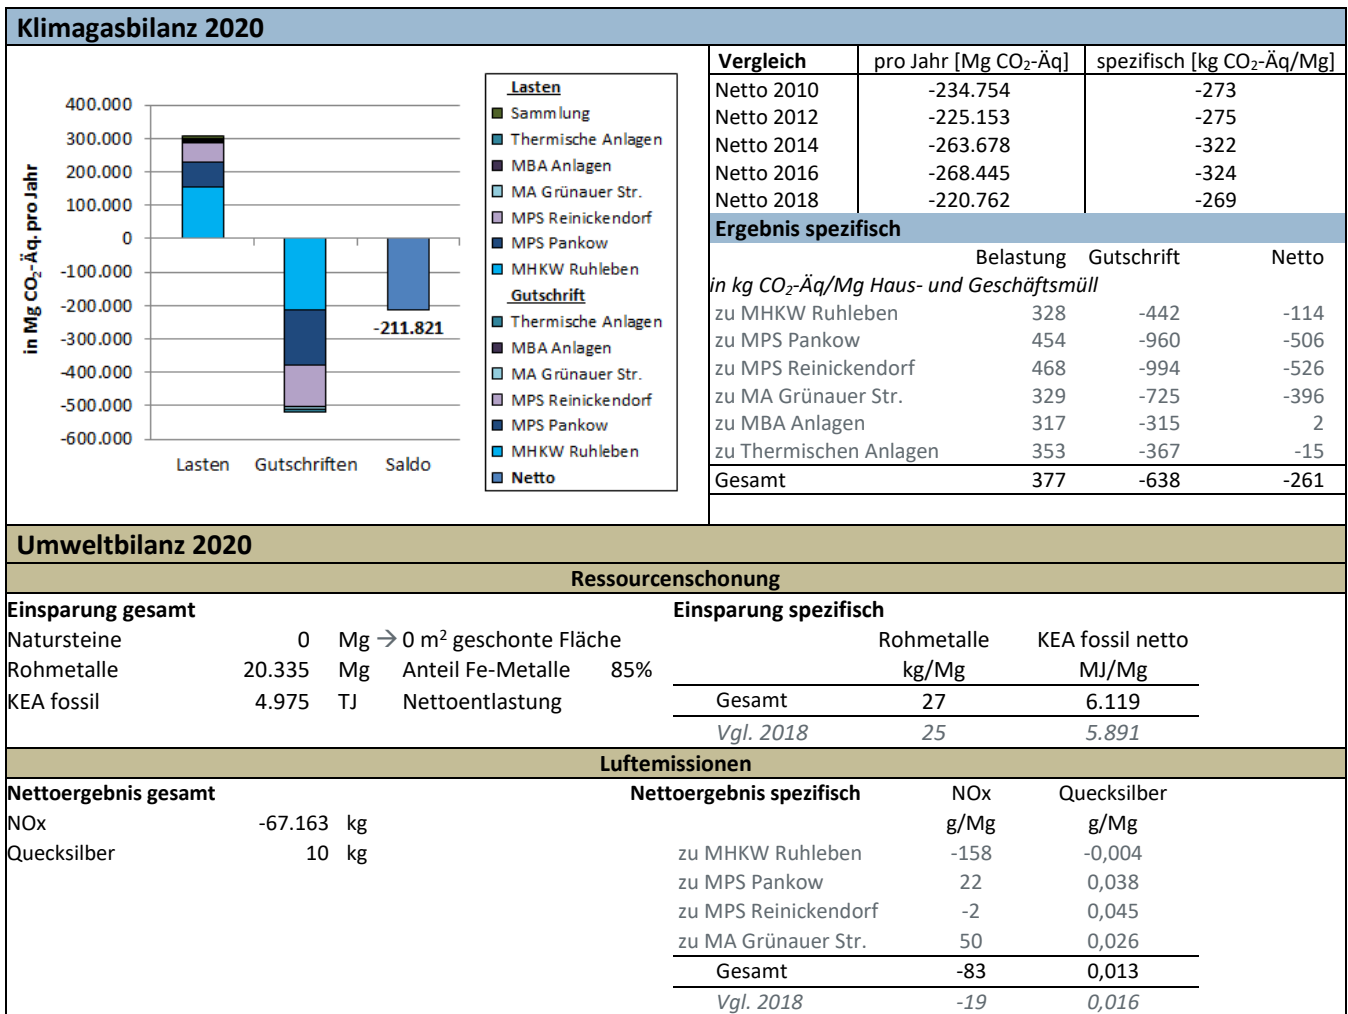 Klimagasbilanz 2020
in Mg CO₂-Äq. pro Jahr
400.000
300.000
200.000
100.000
0
-100.000
-200.000
-300.000
-400.000
-500.000
-600.000
Lasten Gutschriften Saldo
-211.821
Lasten
Sammlung
Thermische Anlagen
MBA Anlagen
MA Grünauer Str.
MPS Reinickendorf
MPS Pankow
MHKW Ruhleben
Gutschrift
Thermische Anlagen
MBA Anlagen
MA Grünauer Str.
MPS Reinickendorf
MPS Pankow
MHKW Ruhleben
Netto
Vergleich pro Jahr [Mg CO₂-Äq] spezifisch [kg CO₂-Äq/Mg]
Netto 2010 -234.754 -273
Netto 2012 -225.153 -275
Netto 2014 -263.678 -322
Netto 2016 -268.445 -324
Netto 2018 -220.762 -269
Ergebnis spezifisch
Belastung Gutschrift Netto
in kg CO₂-Äq/Mg Haus- und Geschäftsmüll
zu MHKW Ruhleben 328 -442 -114
zu MPS Pankow 454 -960 -506
zu MPS Reinickendorf 468 -994 -526
zu MA Grünauer Str. 329 -725 -396
zu MBA Anlagen 317 -315 2
zu Thermischen Anlagen 353 -367 -15
Gesamt 377 -638 -261
Umweltbilanz 2020
Ressourcenschonung
Einsparung gesamt
Natursteine 0 Mg → 0 m² geschonte Fläche
Rohmetalle 20.335 Mg Anteil Fe-Metalle 85%
KEA fossil 4.975 TJ Nettoentlastung
Einsparung spezifisch
Rohmetalle KEA fossil netto
kg/Mg MJ/Mg
Gesamt 27 6.119
Vgl. 2018 25 5.891
Luftemissionen
Nettoergebnis gesamt
NOx -67.163 kg
Quecksilber 10 kg
Nettoergebnis spezifisch NOx Quecksilber
g/Mg g/Mg
zu MHKW Ruhleben -158 -0,004
zu MPS Pankow 22 0,038
zu MPS Reinickendorf -2 0,045
zu MA Grünauer Str. 50 0,026
Gesamt -83 0,013
Vgl. 2018 -19 0,016